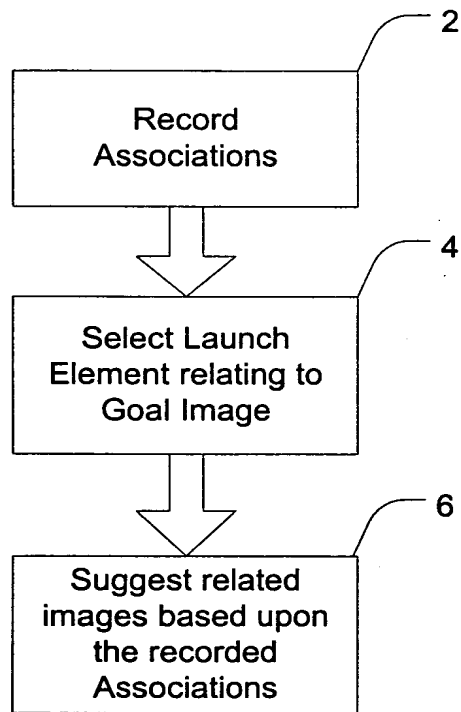 2
Record
Associations
4
Select Launch
Element relating to
Goal Image
6
Suggest related
images based upon
the recorded
Associations